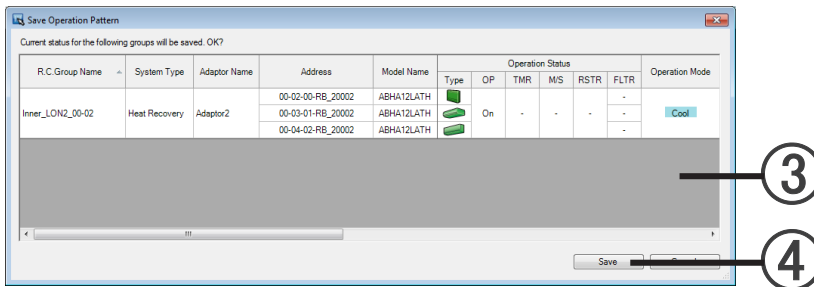 Save Operation Pattern
Current status for the following groups will be saved. OK?
R.C.Group Name System Type Adaptor Name Address Model Name Operation Status Operation Mode
Type OP TMR M/S RSTR FLTR
00-02-00-RB_20002 ABHA12LATH -
Inner_LON2_00-02 Heat Recovery Adaptor2 00-03-01-RB_20002 ABHA12LATH On - - - - Cool
00-04-02-RB_20002 ABHA12LATH -
3
Save
4